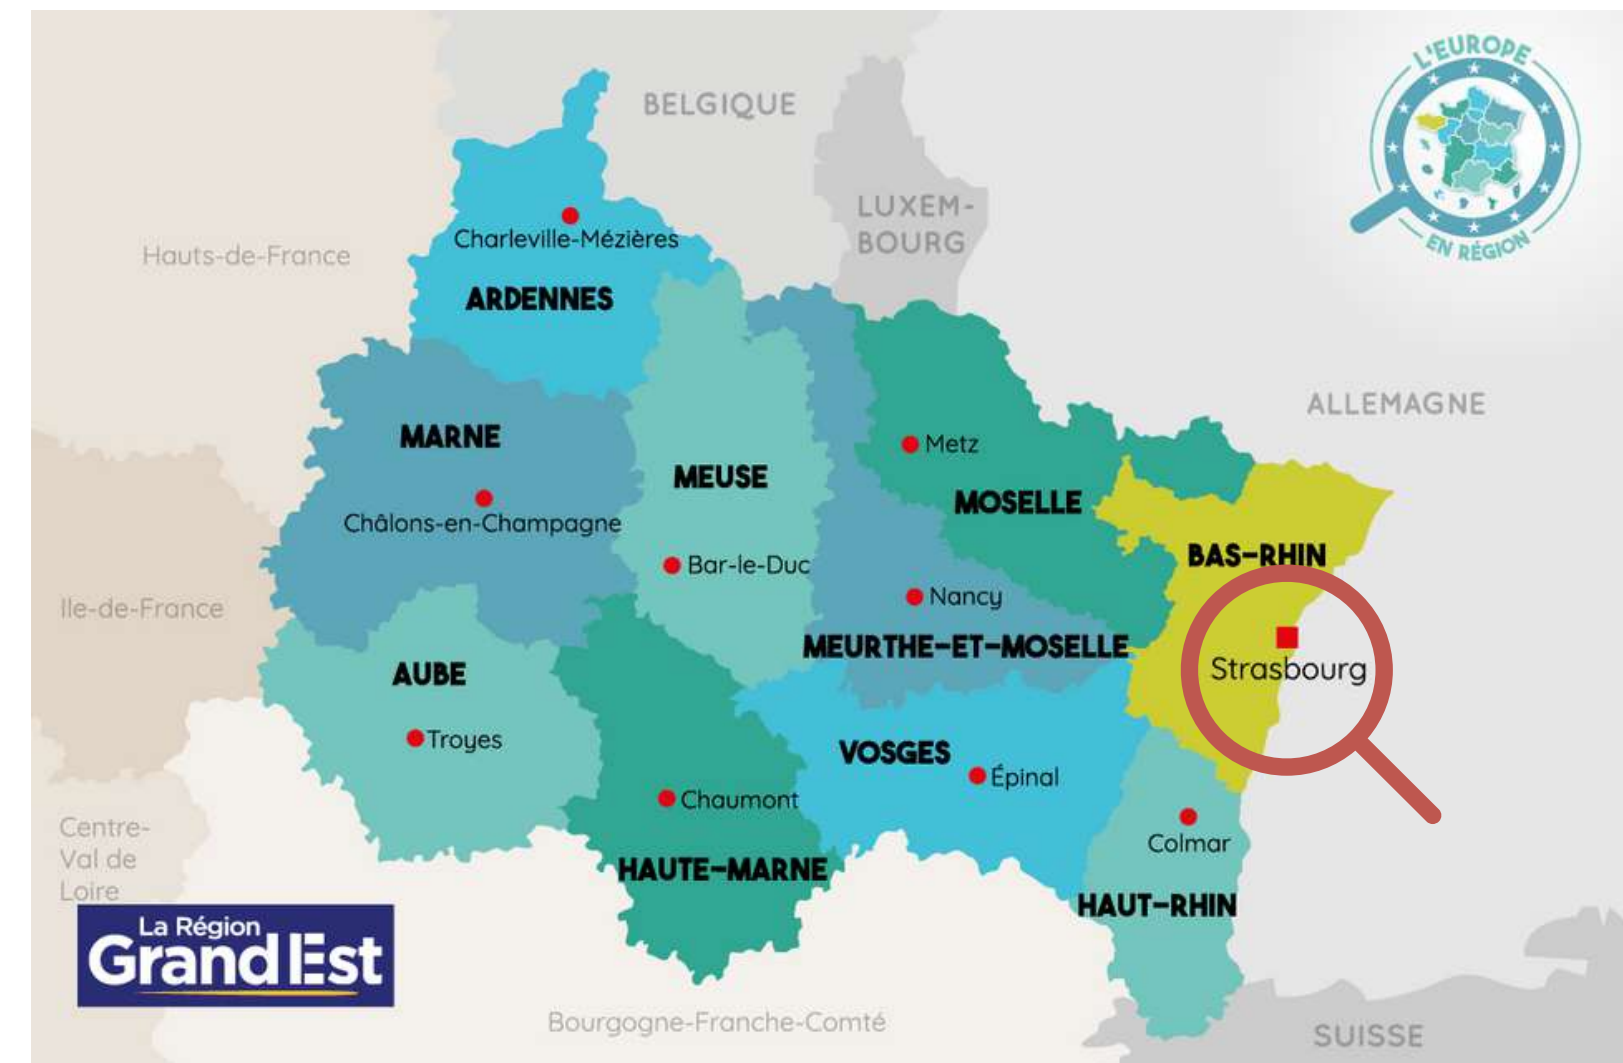 L'EUROPE
EN RÉGION
BELGIQUE
LUXEM-
BOURG
Hauts-de-France
Charleville-Mézières
ARDENNES
ALLEMAGNE
MARNE
Metz
MEUSE
MOSELLE
Châlons-en-Champagne
BAS-RHIN
Bar-le-Duc
Nancy
Ile-de-France
MEURTHE-ET-MOSELLE
AUBE
Strasbourg
Troyes
VOSGES
Épinal
Chaumont
Centre-
Val de
Loire
Colmar
HAUTE-MARNE
HAUT-RHIN
La Région
Grand Est
Bourgogne-Franche-Comté
SUISSE